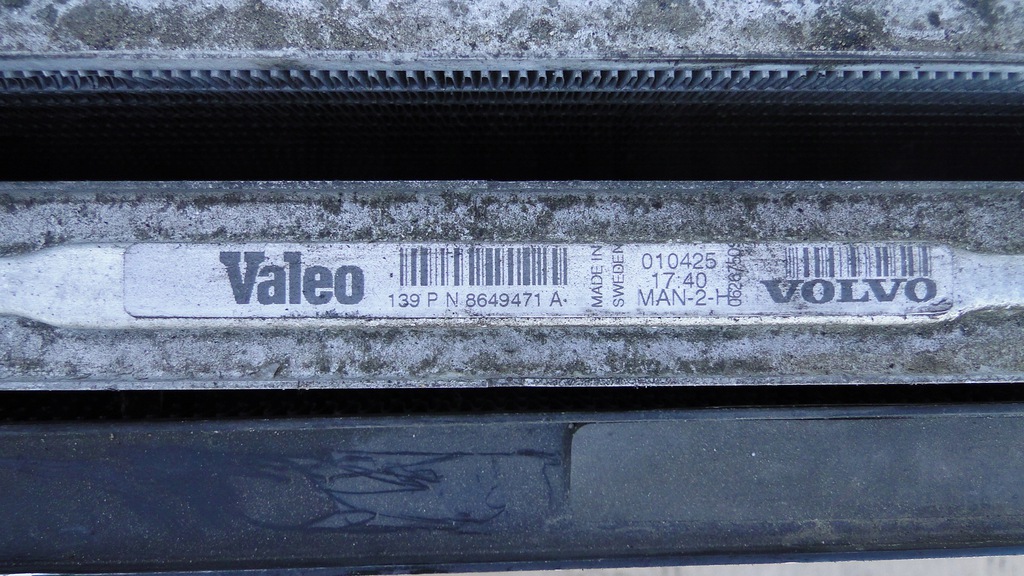 Valeo
139 P N 8649471 A
MADE IN
SWEDEN
010425
17:40
MAN-2-H
VOLVO